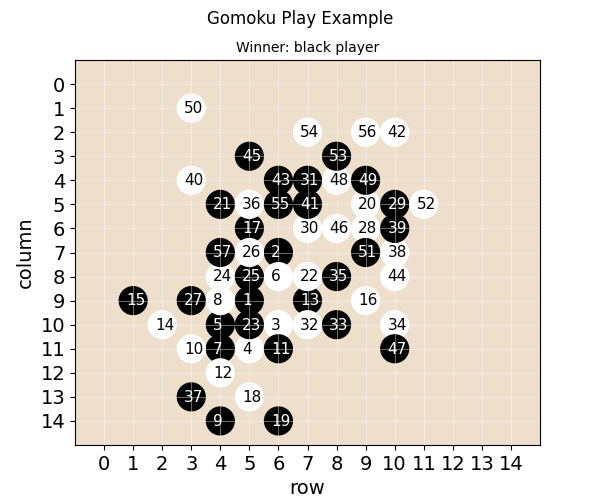 Gomoku Play Example
Winner: black player
0
1 50
2 54 56 42
3 45 53
4 40 43 31 48 49
5 21 36 55 41 20 29 52
6 17 30 46 28 39
7 57 26 2 51 38
8 24 25 6 22 35 44
9 15 27 8 1 13 16
10 14 5 23 3 32 33 34
11 10 7 4 11 47
12 12
13 37 18
14 9 19
column
0 1 2 3 4 5 6 7 8 9 10 11 12 13 14
row